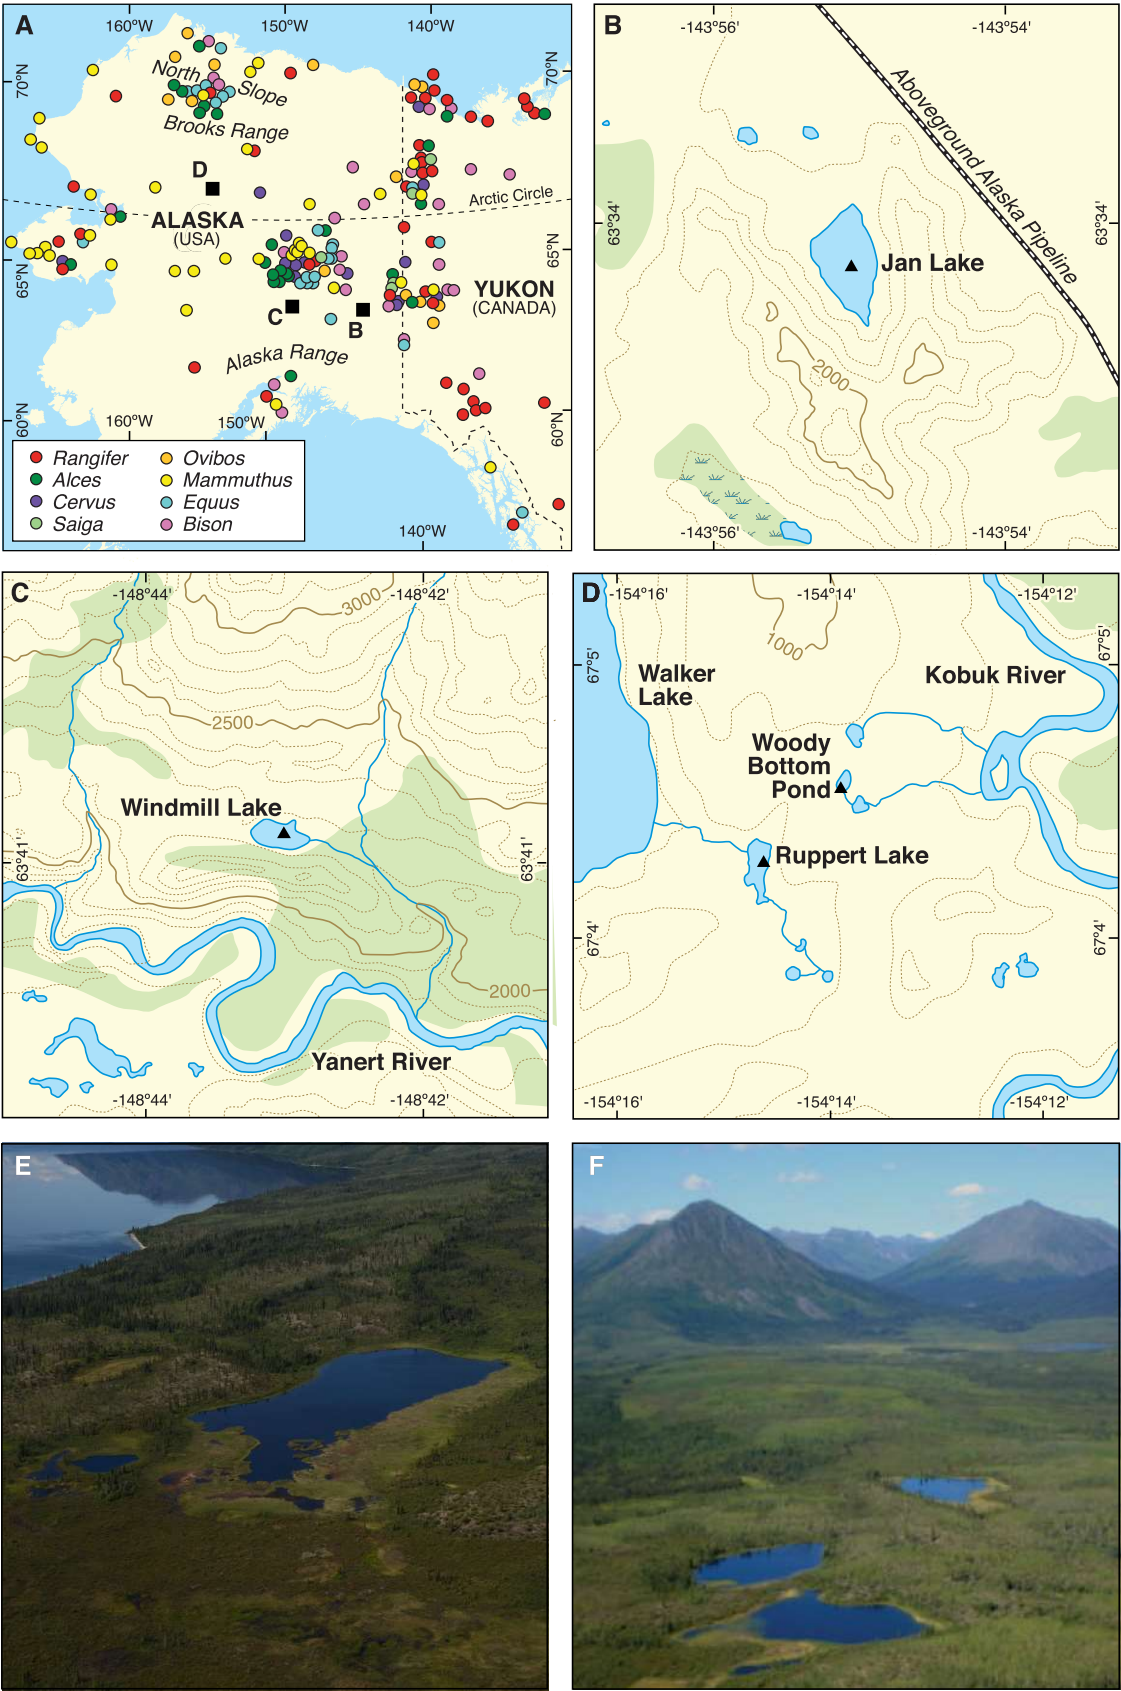 A
160°W
150°W
140°W
70°N
70°N
North
Slope
Brooks Range
D
Arctic Circle
ALASKA
(USA)
65°N
65°N
YUKON
(CANADA)
C
B
Alaska Range
60°N
60°N
160°W
150°W
140°W
Rangifer
Alces
Cervus
Saiga
Ovibos
Mammuthus
Equus
Bison
B
-143°56'
-143°54'
Aboveground Alaska Pipeline
63°34'
63°34'
Jan Lake
2000
-143°56'
-143°54'
C
-148°44'
-148°42'
3000
2500
Windmill Lake
63°41'
63°41'
2000
Yanert River
-148°44'
-148°42'
D
-154°16'
-154°14'
-154°12'
1000
67°5'
67°5'
Walker
Lake
Kobuk River
Woody
Bottom
Pond
Ruppert Lake
67°4'
67°4'
-154°16'
-154°14'
-154°12'
E
F